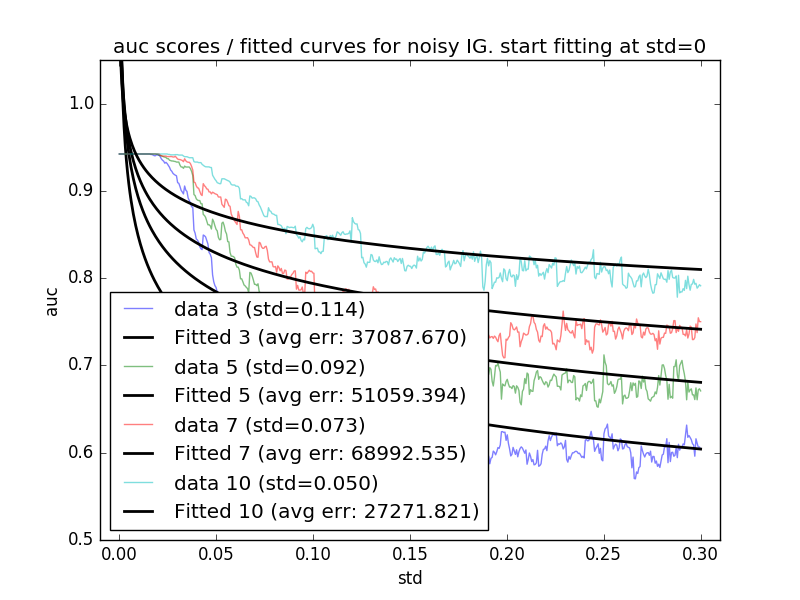 auc scores / fitted curves for noisy IG. start fitting at std=0
1.0
0.9
0.8
0.7
0.6
0.5
auc
data 3 (std=0.114)
Fitted 3 (avg err: 37087.670)
data 5 (std=0.092)
Fitted 5 (avg err: 51059.394)
data 7 (std=0.073)
Fitted 7 (avg err: 68992.535)
data 10 (std=0.050)
Fitted 10 (avg err: 27271.821)
0.00 0.05 0.10 0.15 0.20 0.25 0.30
std